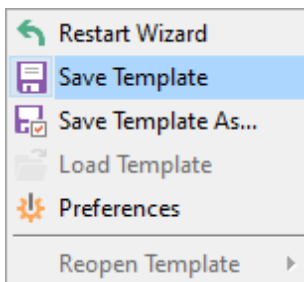 Restart Wizard
Save Template
Save Template As...
Load Template
Preferences
Reopen Template